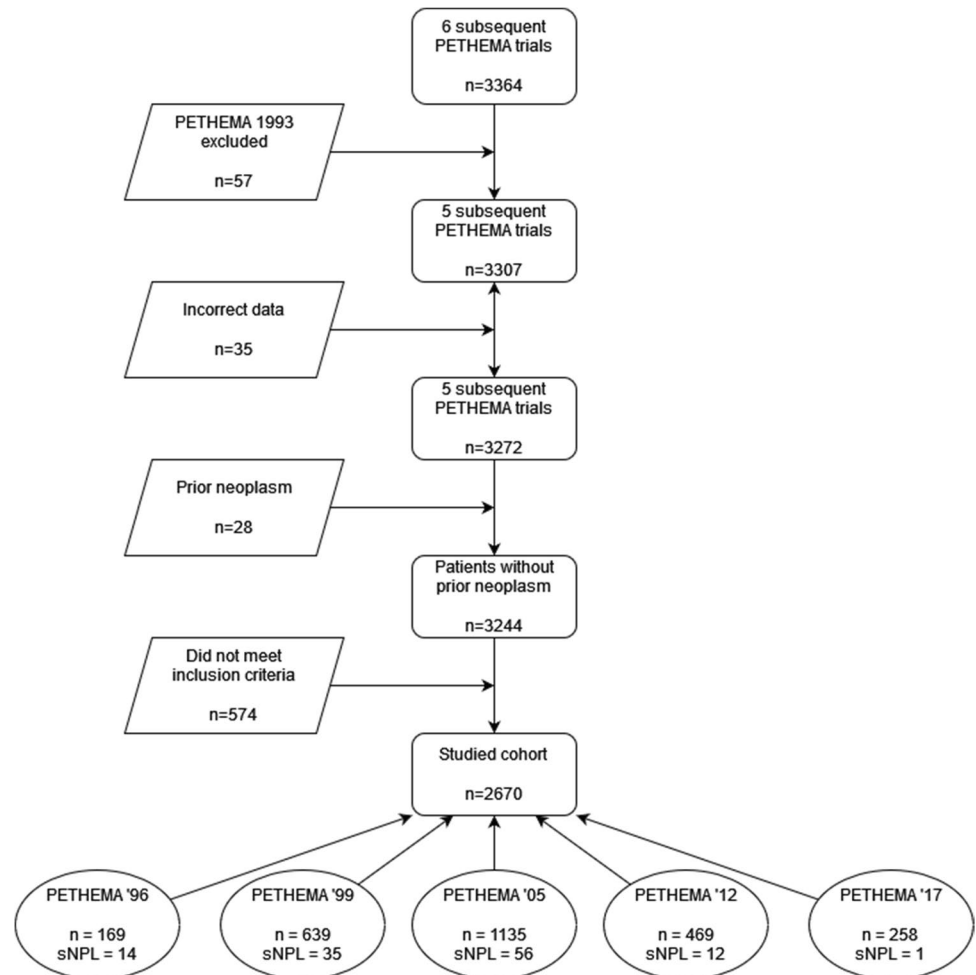 6 subsequent
PETHEMA trials
n=3364
PETHEMA 1993
excluded
n=57
5 subsequent
PETHEMA trials
n=3307
Incorrect data
n=35
5 subsequent
PETHEMA trials
n=3272
Prior neoplasm
n=28
Patients without
prior neoplasm
n=3244
Did not meet
inclusion criteria
n=574
Studied cohort
n=2670
PETHEMA '96
n = 169
sNPL = 14
PETHEMA '99
n = 639
sNPL = 35
PETHEMA '05
n = 1135
sNPL = 56
PETHEMA '12
n = 469
sNPL = 12
PETHEMA '17
n = 258
sNPL = 1